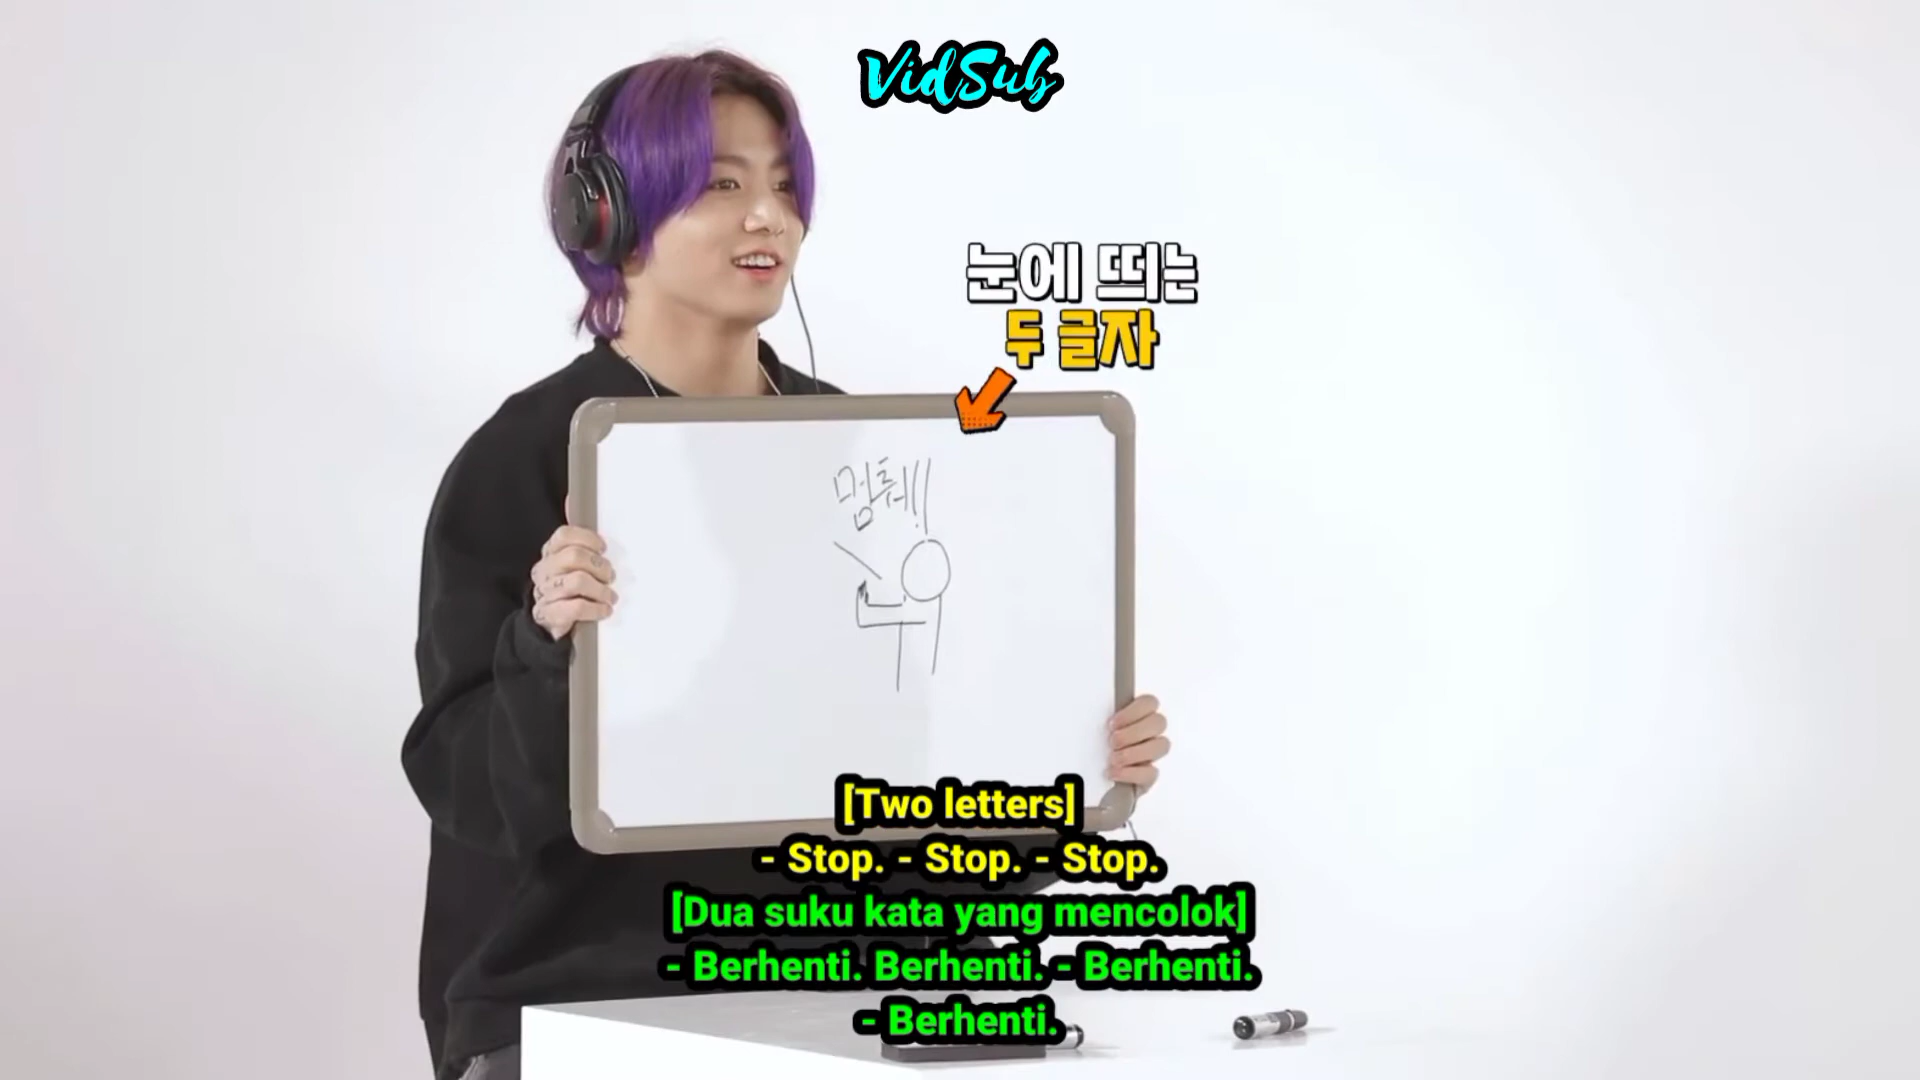 VidSub
눈에 띄는
두 글자
멈춰!!
[Two letters]
- Stop. - Stop. - Stop.
[Dua suku kata yang mencolok]
- Berhenti. Berhenti. - Berhenti.
- Berhenti.